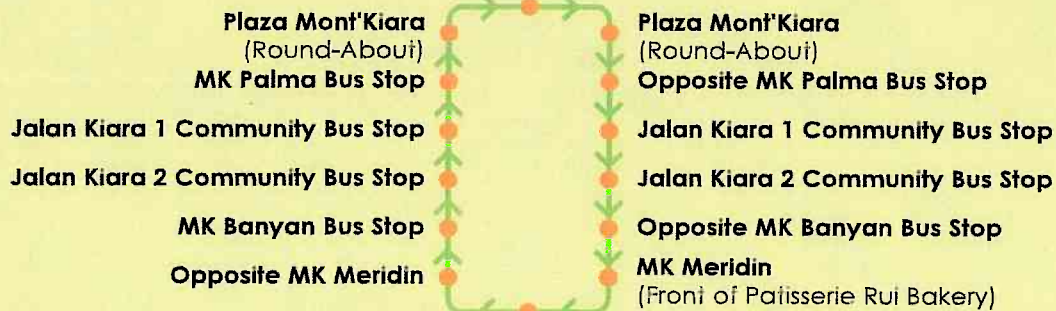 Plaza Mont'Kiara
(Round-About)
MK Palma Bus Stop
Jalan Kiara 1 Community Bus Stop
Jalan Kiara 2 Community Bus Stop
MK Banyan Bus Stop
Opposite MK Meridin
Plaza Mont'Kiara
(Round-About)
Opposite MK Palma Bus Stop
Jalan Kiara 1 Community Bus Stop
Jalan Kiara 2 Community Bus Stop
Opposite MK Banyan Bus Stop
MK Meridin
(Front of Patisserie Rui Bakery)